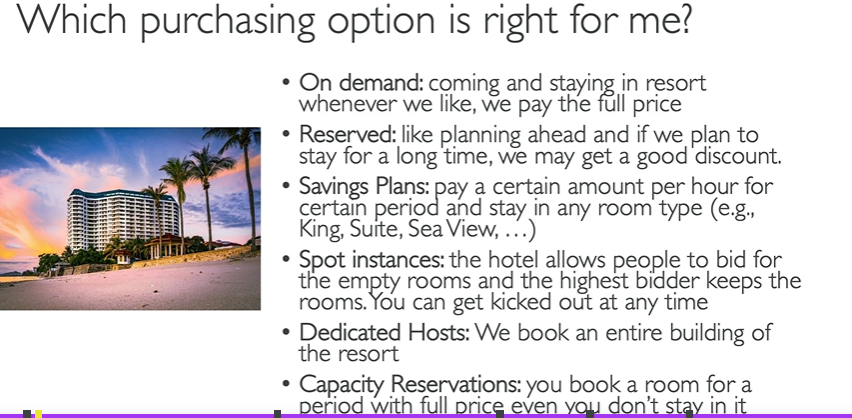 Which purchasing option is right for me?
• On demand: coming and staying in resort
whenever we like, we pay the full price
• Reserved: like planning ahead and if we plan to
stay for a long time, we may get a good discount.
• Savings Plans: pay a certain amount per hour for
certain period and stay in any room type (e.g.,
King, Suite, Sea View, …)
• Spot instances: the hotel allows people to bid for
the empty rooms and the highest bidder keeps the
rooms. You can get kicked out at any time
• Dedicated Hosts: We book an entire building of
the resort
• Capacity Reservations: you book a room for a
period with full price even you don’t stay in it